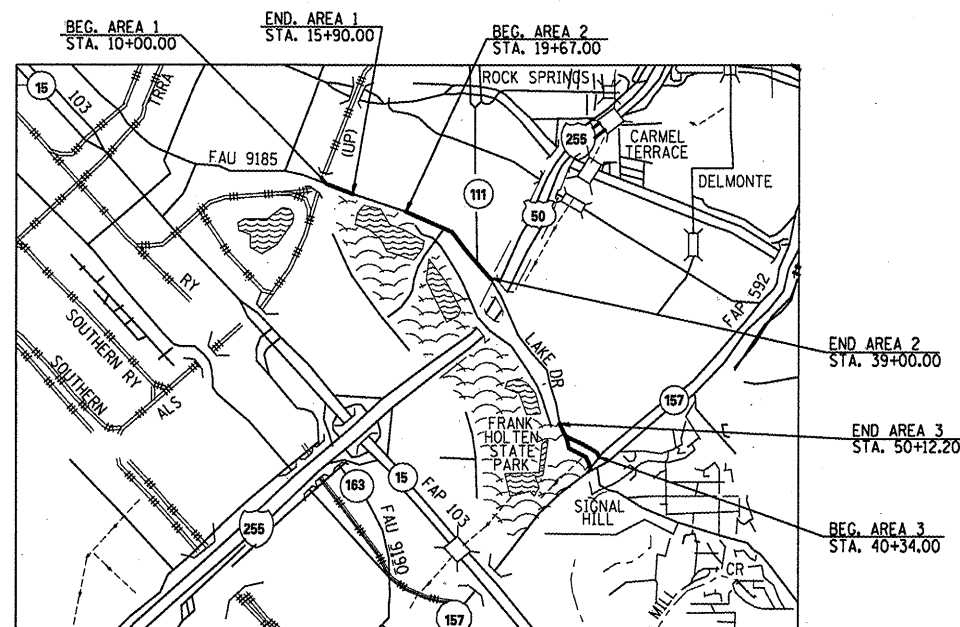 BEG. AREA 1
STA. 10+00.00
END. AREA 1
STA. 15+90.00
BEG. AREA 2
STA. 19+67.00
15
103
TRRA
(UP)
ROCK SPRINGS
255
CARMEL
TERRACE
FAU 9185
111
50
DELMONTE
RY
SOUTHERN RY
SOUTHERN
ALS
FAP 592
LAKE DR
END AREA 2
STA. 39+00.00
157
FRANK
HOLTEN
STATE
PARK
END AREA 3
STA. 50+12.20
SIGNAL
HILL
163
15
FAP 103
FAU 9190
255
BEG. AREA 3
STA. 40+34.00
MILL
CR
157